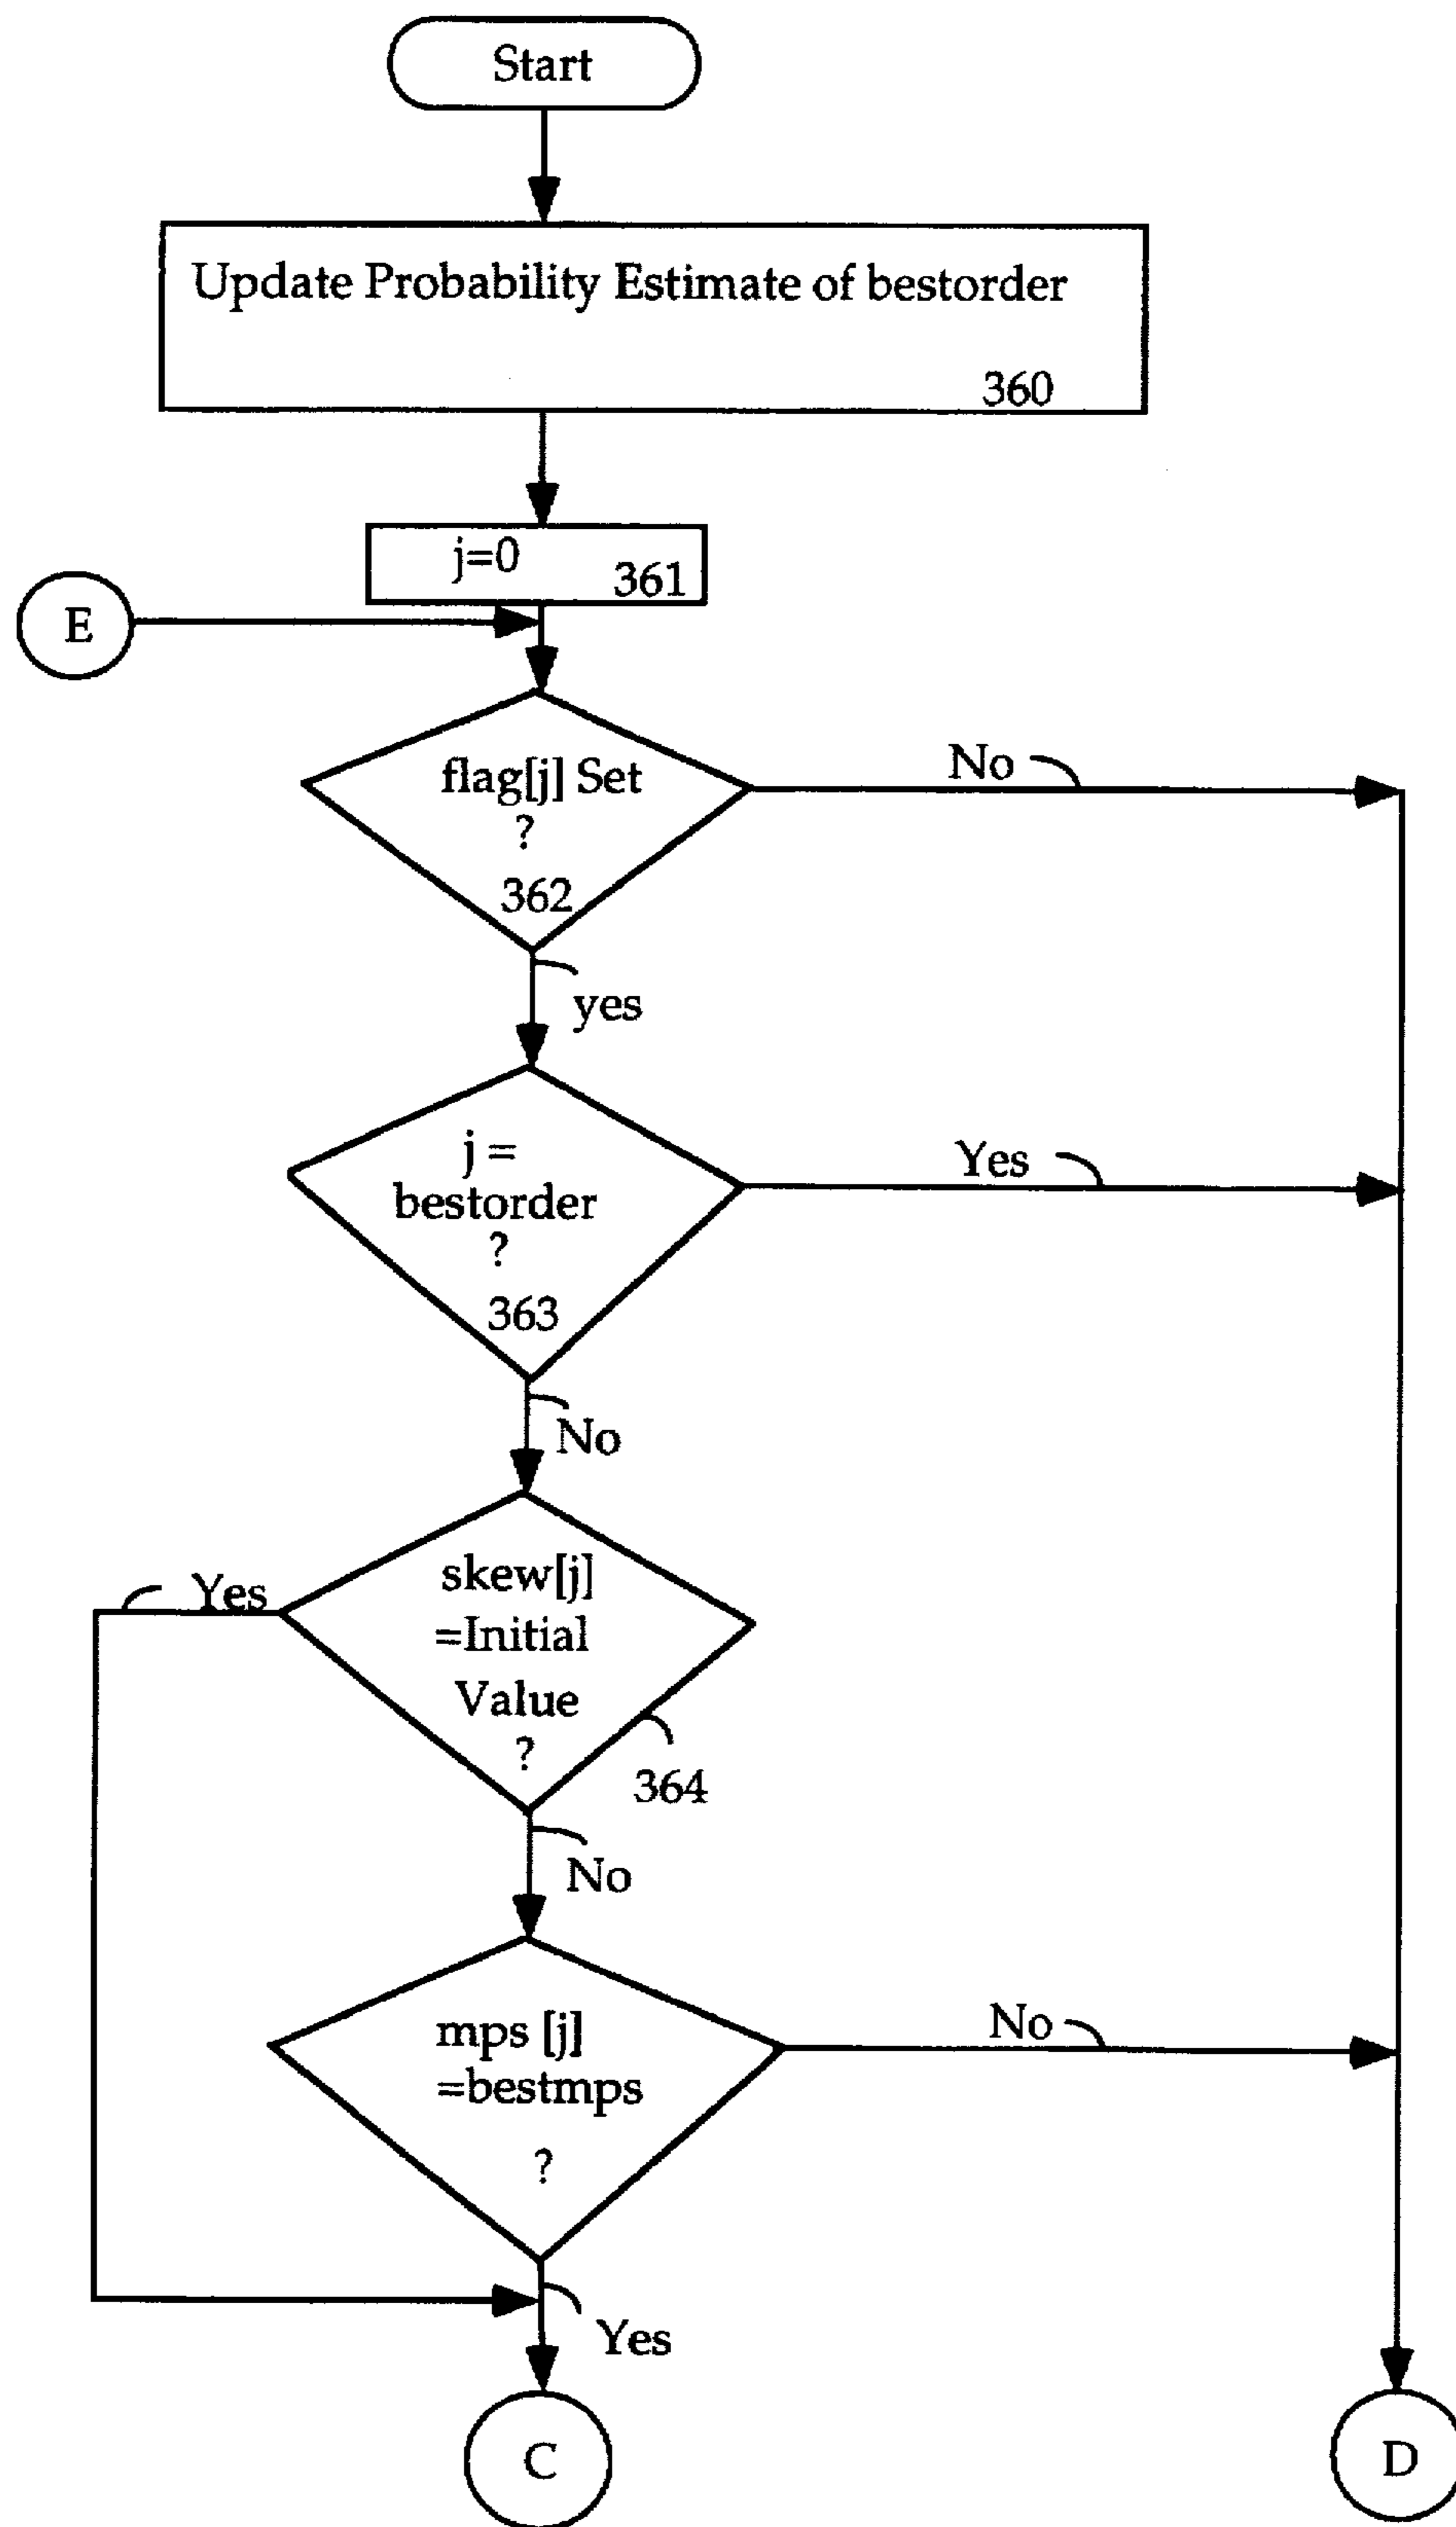 Start
Update Probability Estimate of bestorder
360
j=0
361
E
flag[j] Set
?
362
No
yes
j =
bestorder
?
363
Yes
No
skew[j]
=Initial
Value
?
364
Yes
No
mps [j]
=bestmps
?
No
Yes
C
D